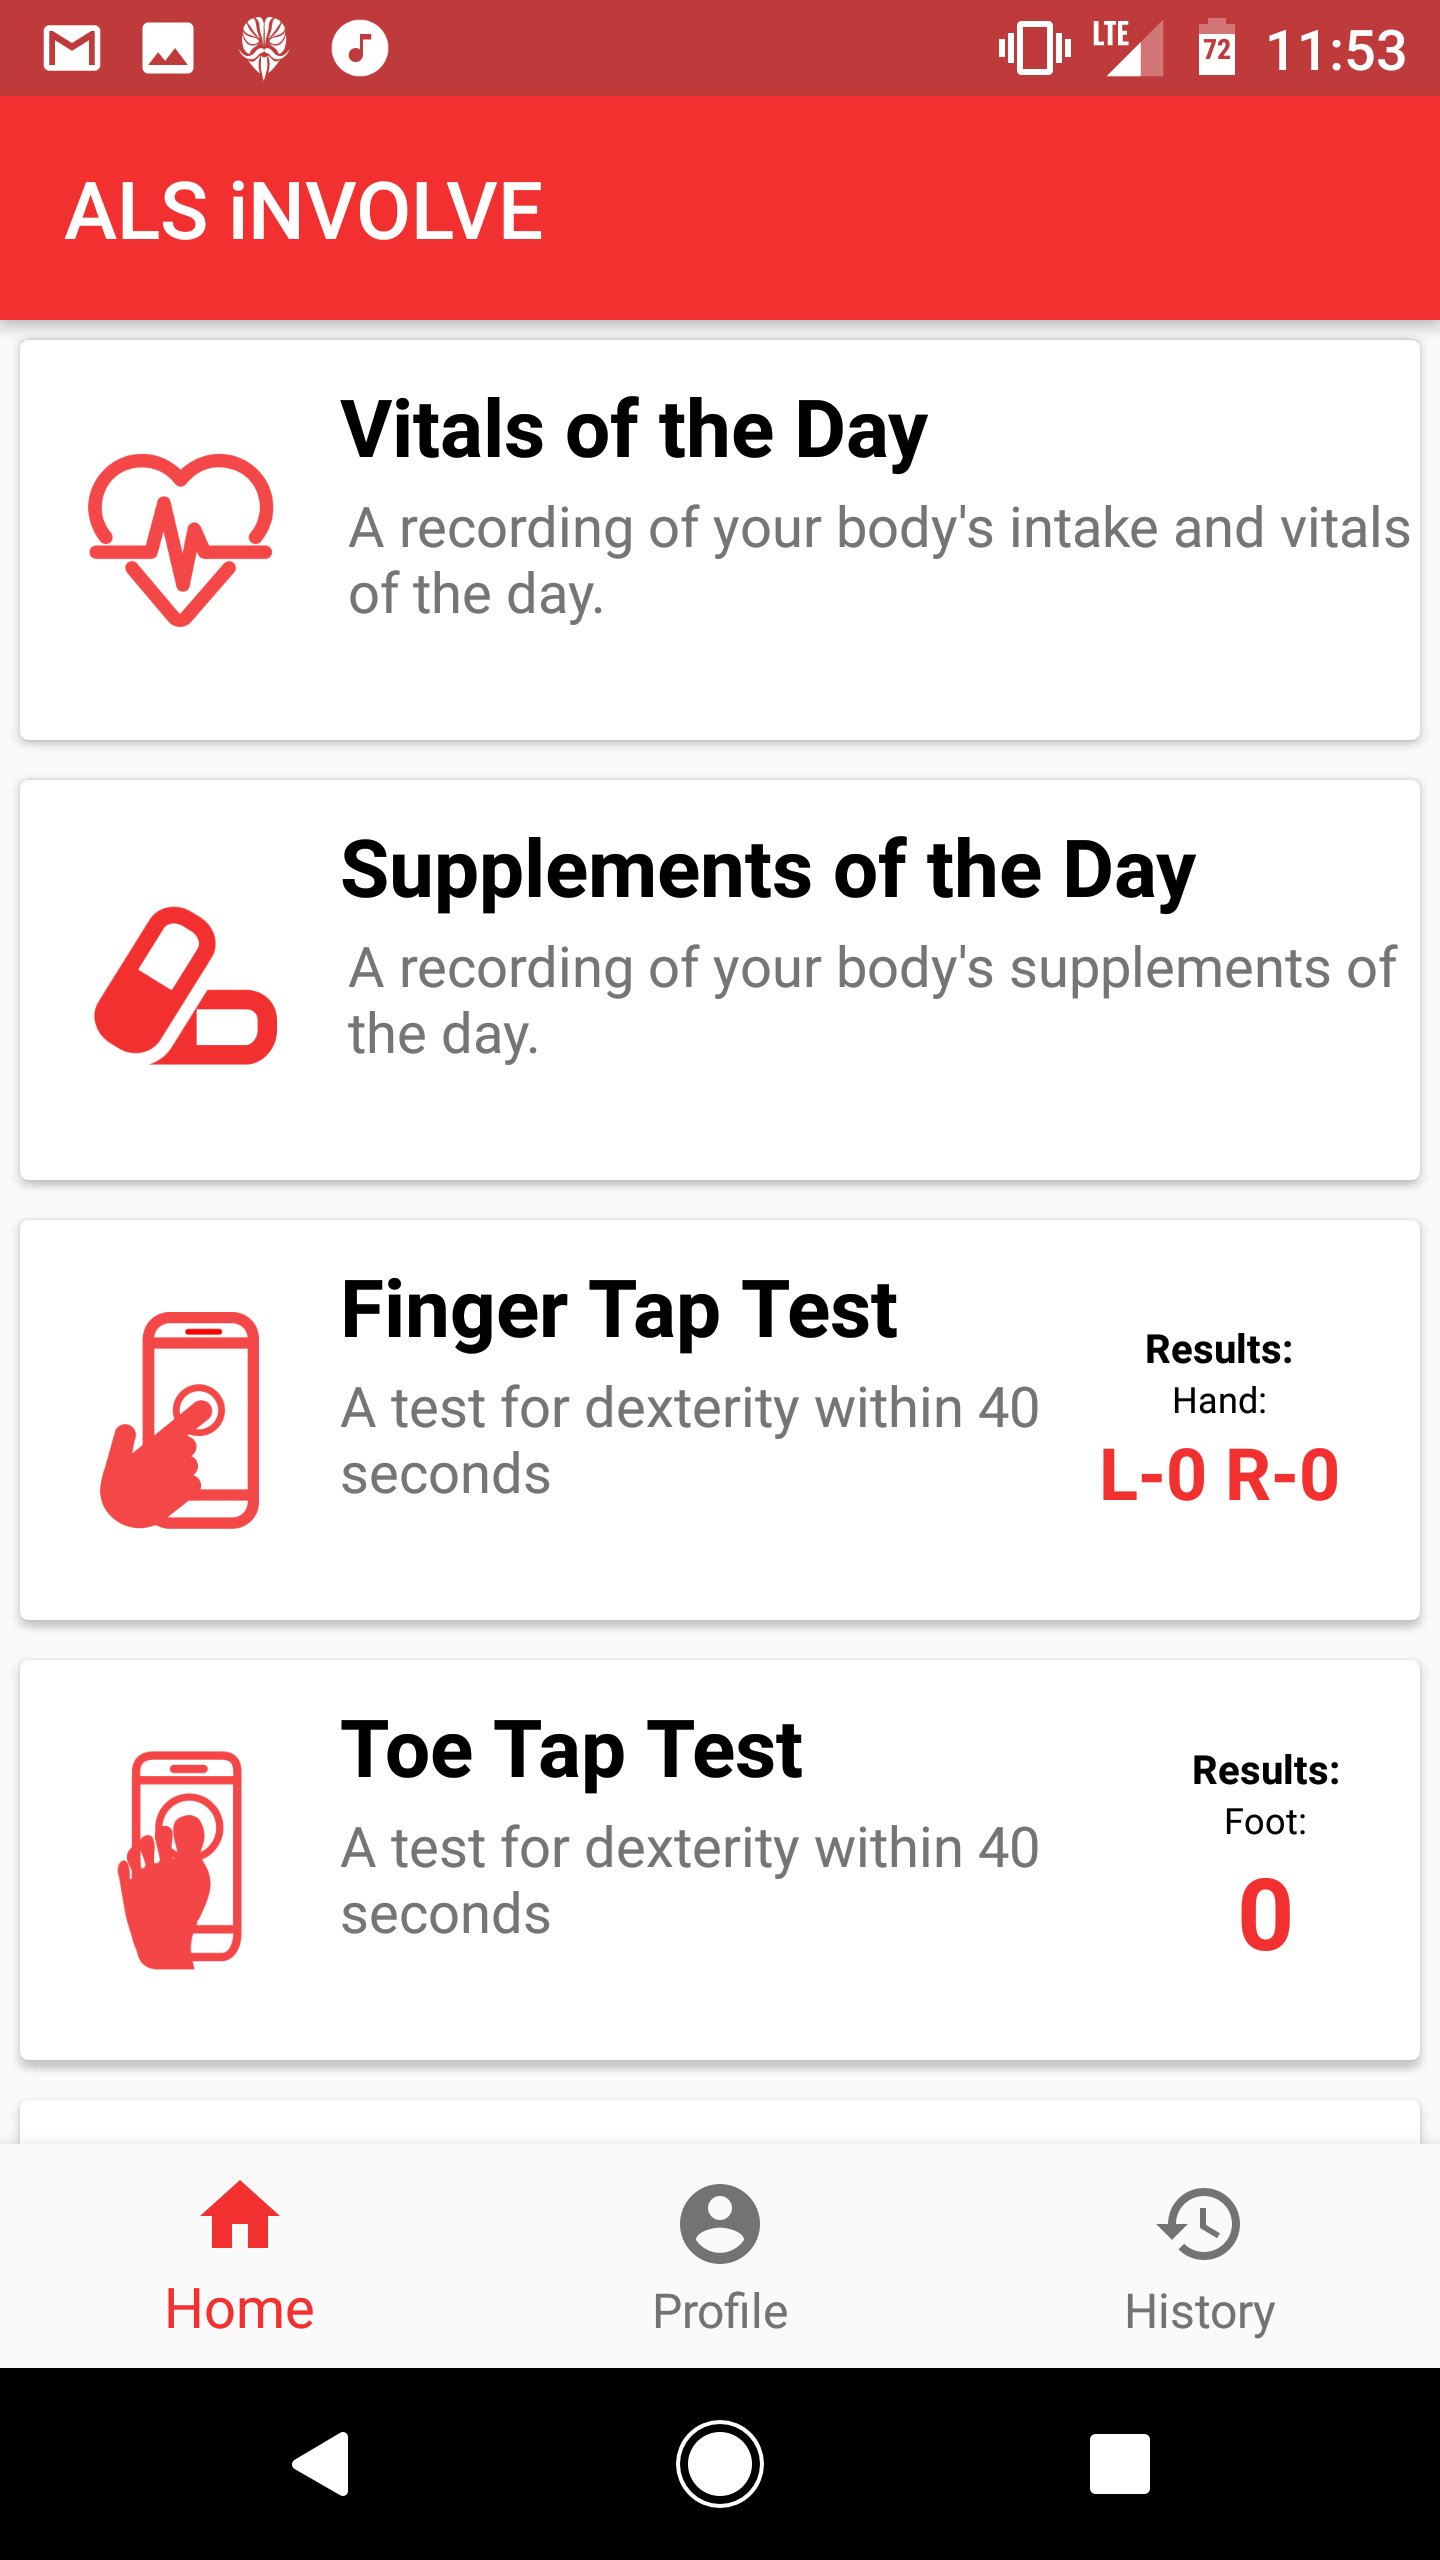 LTE 72 11:53
ALS iNVOLVE
Vitals of the Day
A recording of your body's intake and vitals
of the day.
Supplements of the Day
A recording of your body's supplements of
the day.
Finger Tap Test
A test for dexterity within 40
seconds
Results:
Hand:
L-0 R-0
Toe Tap Test
A test for dexterity within 40
seconds
Results:
Foot:
0
Home
Profile
History